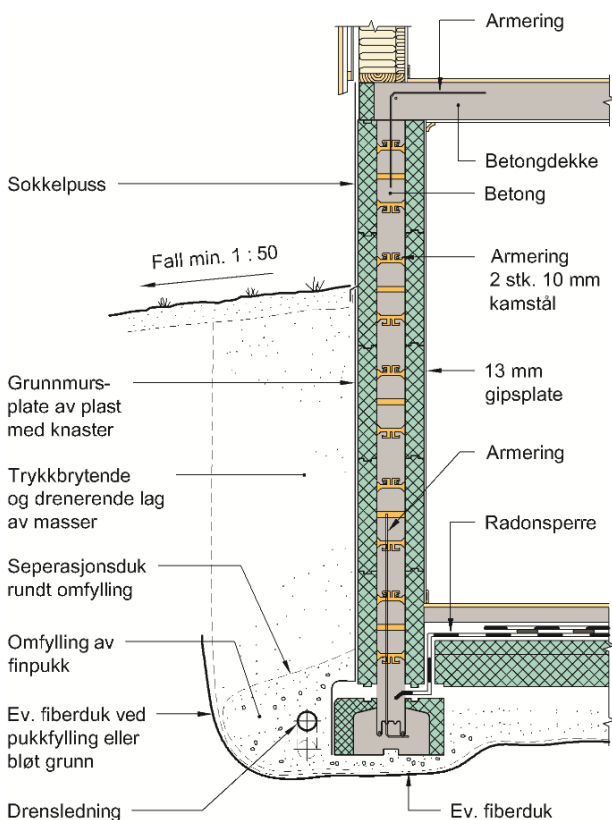 Armering
Betongdekke
Sokkelpuss
Betong
Fall min. 1 : 50
Armering
2 stk. 10 mm
kamstål
Grunnmurs-
plate av plast
med knaster
13 mm
gipsplate
Trykkbrytende
og drenerende lag
av masser
Armering
Radonsperre
Seperasjonsduk
rundt omfylling
Omfylling av
finpukk
Ev. fiberduk ved
pukkfylling eller
bløt grunn
Drensledning
Ev. fiberduk